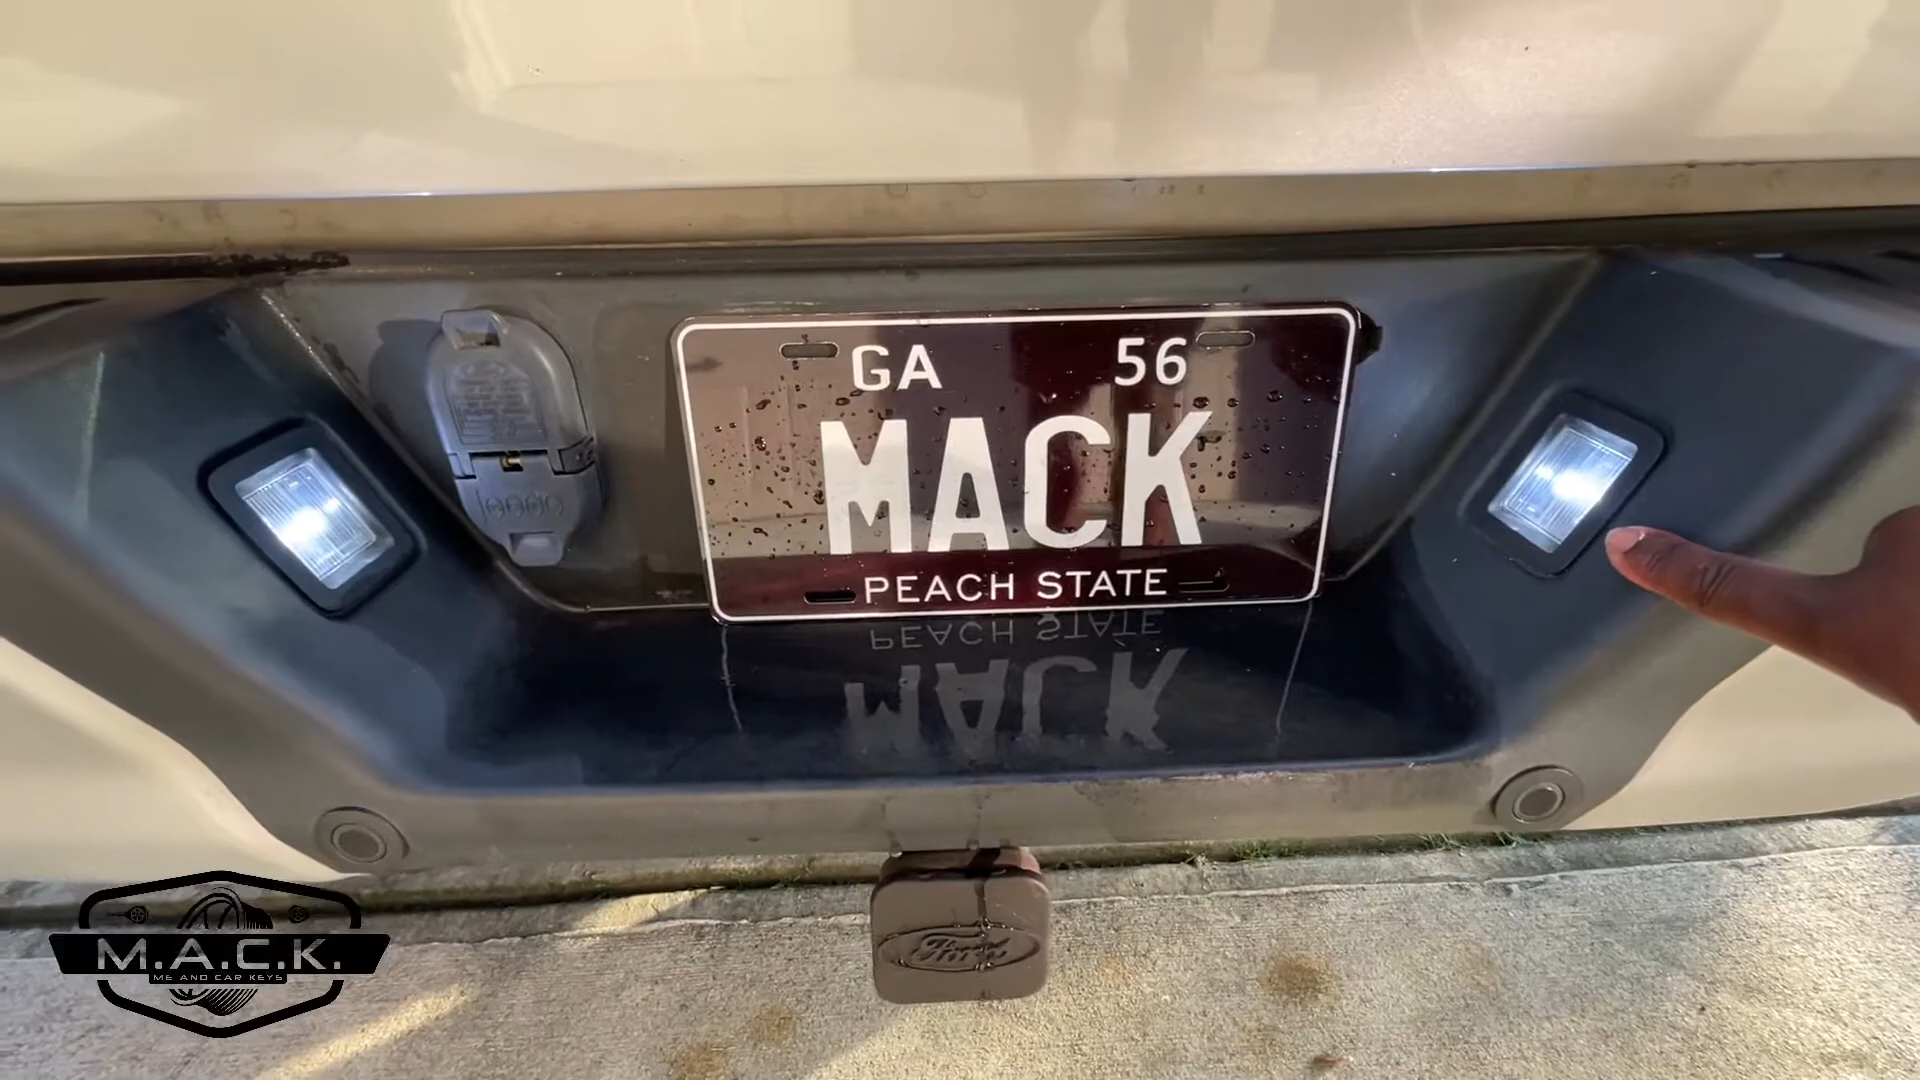 GA 56
MACK
PEACH STATE
Ford
M.A.C.K.
ME AND CAR KEYS